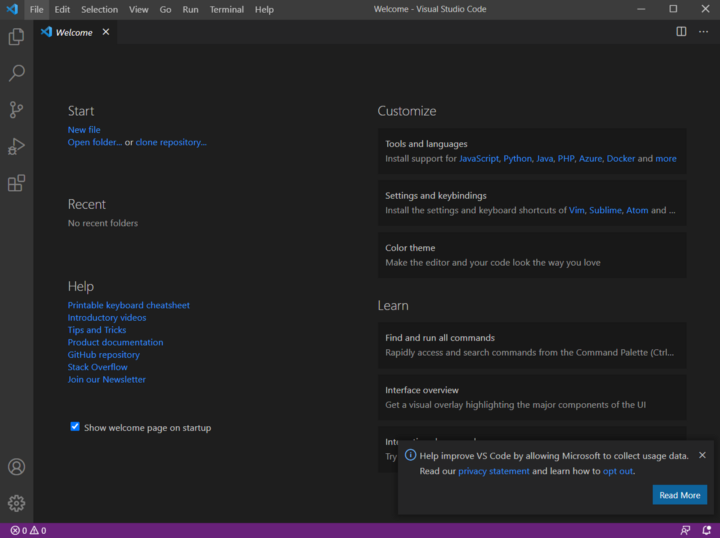 File Edit Selection View Go Run Terminal Help
Welcome - Visual Studio Code
Welcome
Start
New file
Open folder... or clone repository...
Recent
No recent folders
Help
Printable keyboard cheatsheet
Introductory videos
Tips and Tricks
Product documentation
GitHub repository
Stack Overflow
Join our Newsletter
Show welcome page on startup
Customize
Tools and languages
Install support for JavaScript, Python, Java, PHP, Azure, Docker and more
Settings and keybindings
Install the settings and keyboard shortcuts of Vim, Sublime, Atom and ...
Color theme
Make the editor and your code look the way you love
Learn
Find and run all commands
Rapidly access and search commands from the Command Palette (Ctrl...
Interface overview
Get a visual overlay highlighting the major components of the UI
Try
Help improve VS Code by allowing Microsoft to collect usage data.
Read our privacy statement and learn how to opt out.
Read More
0 0